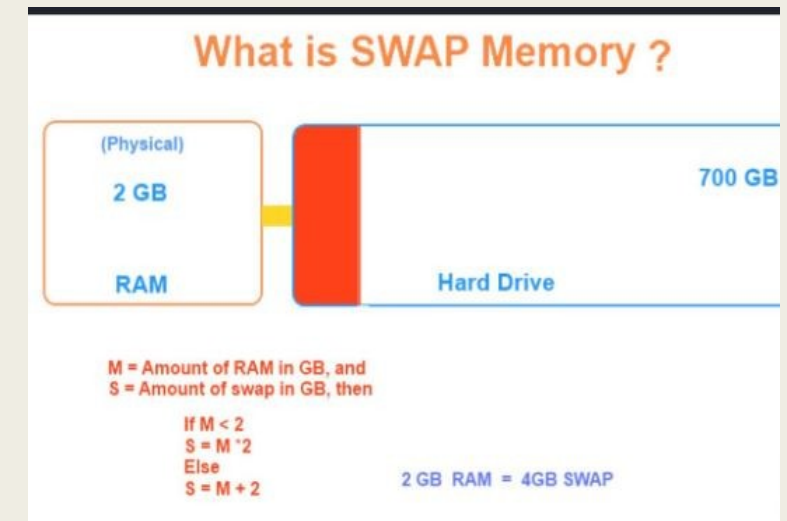 What is SWAP Memory ?
(Physical)
2 GB
RAM
700 GB
Hard Drive
M = Amount of RAM in GB, and
S = Amount of swap in GB, then
If M < 2
S = M *2
Else
S = M + 2
2 GB RAM = 4GB SWAP